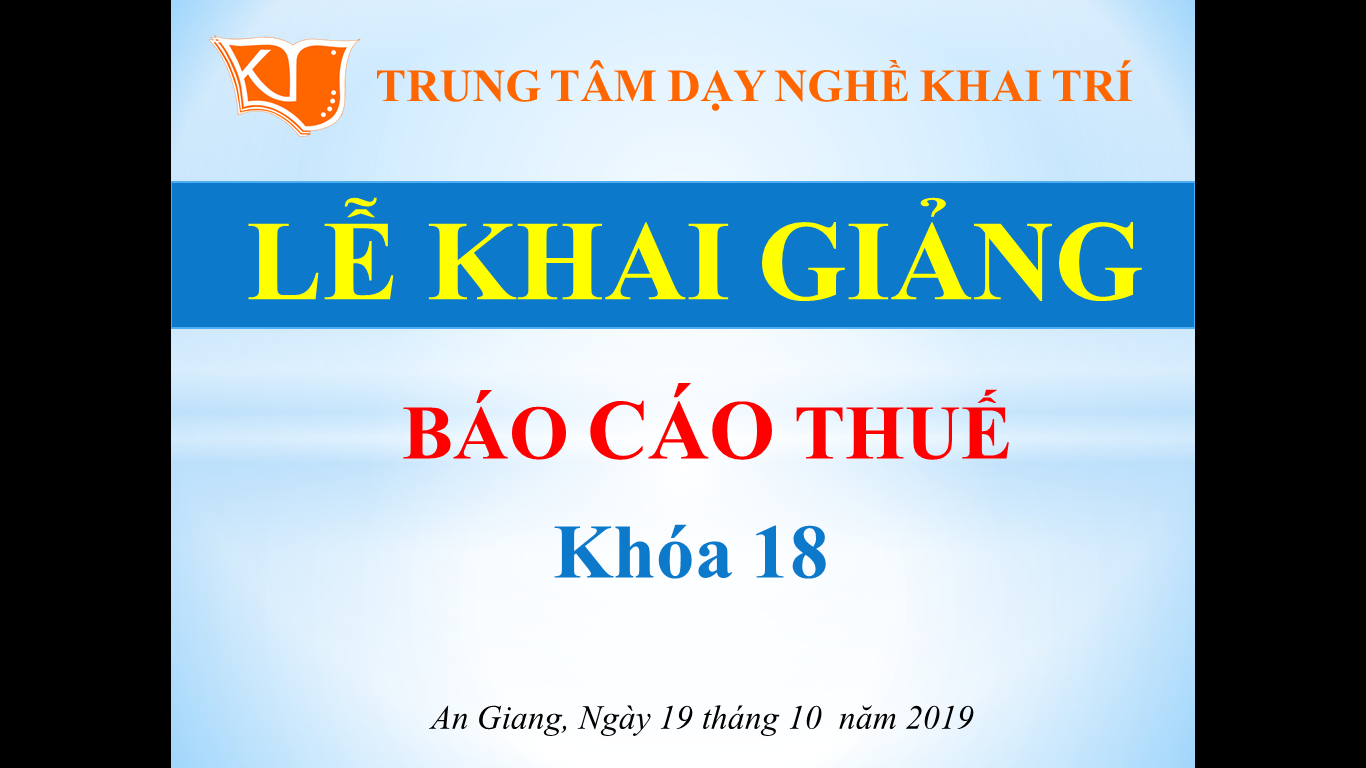 KT
TRUNG TÂM DẠY NGHỀ KHAI TRÍ
LỄ KHAI GIẢNG
BÁO CÁO THUẾ
Khóa 18
An Giang, Ngày 19 tháng 10 năm 2019